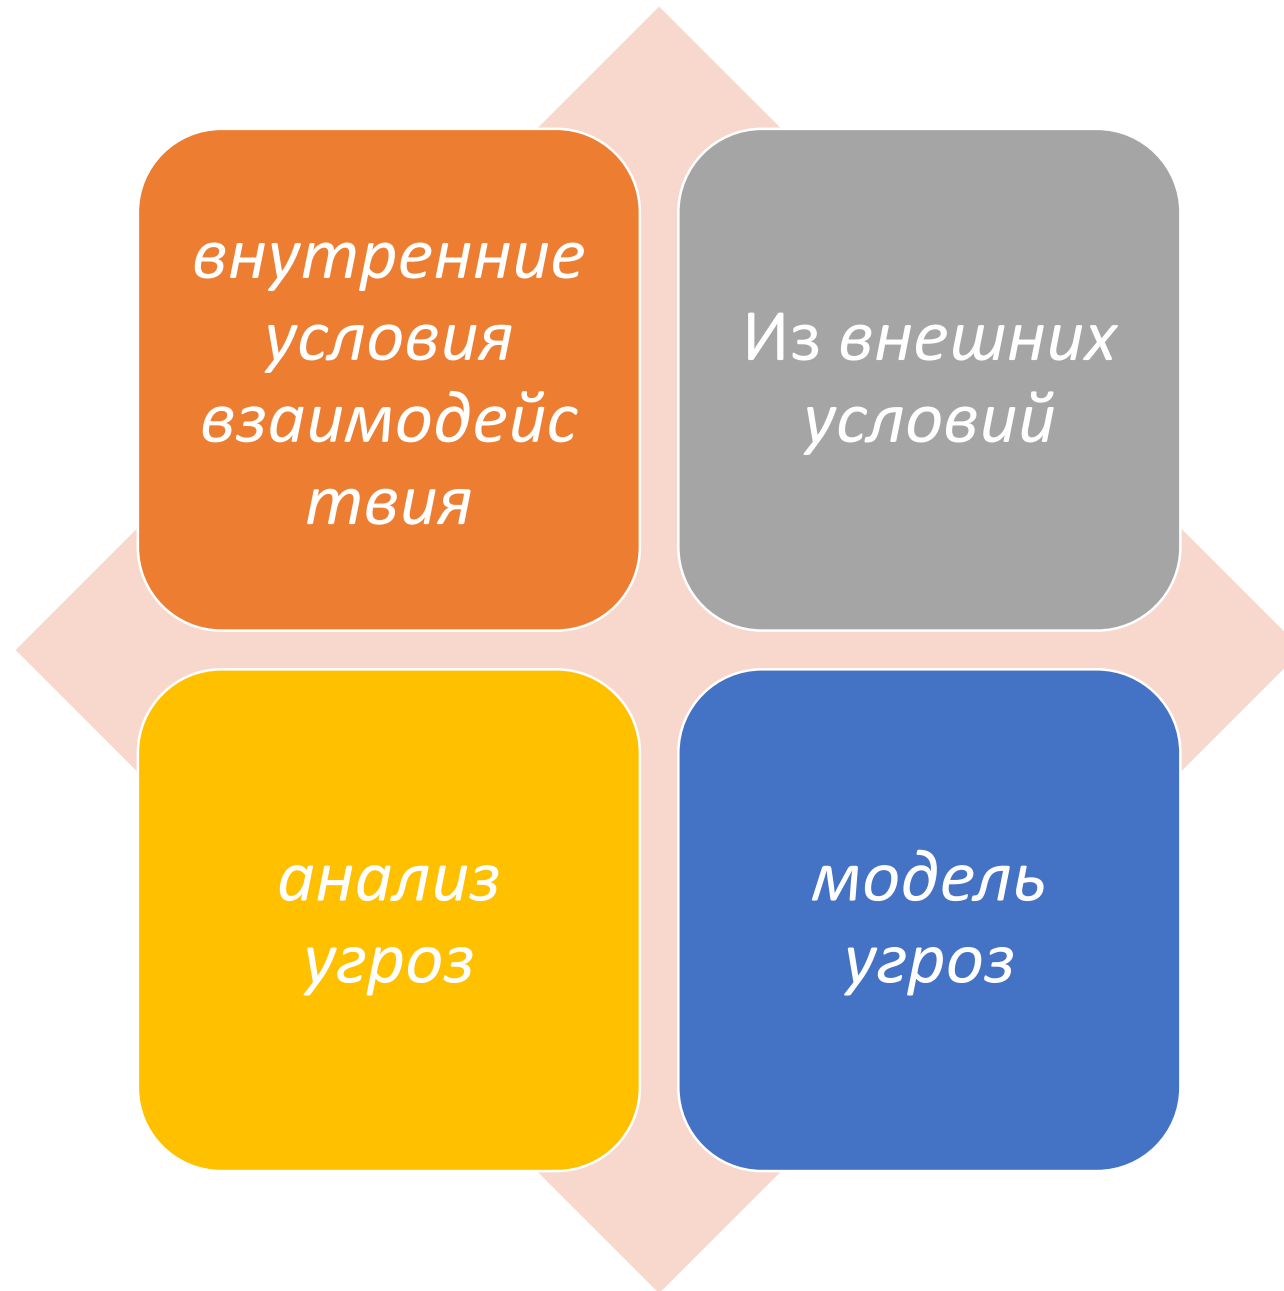 внутренние
условия
взаимодейс
твия
Из внешних
условий
анализ
угроз
модель
угроз